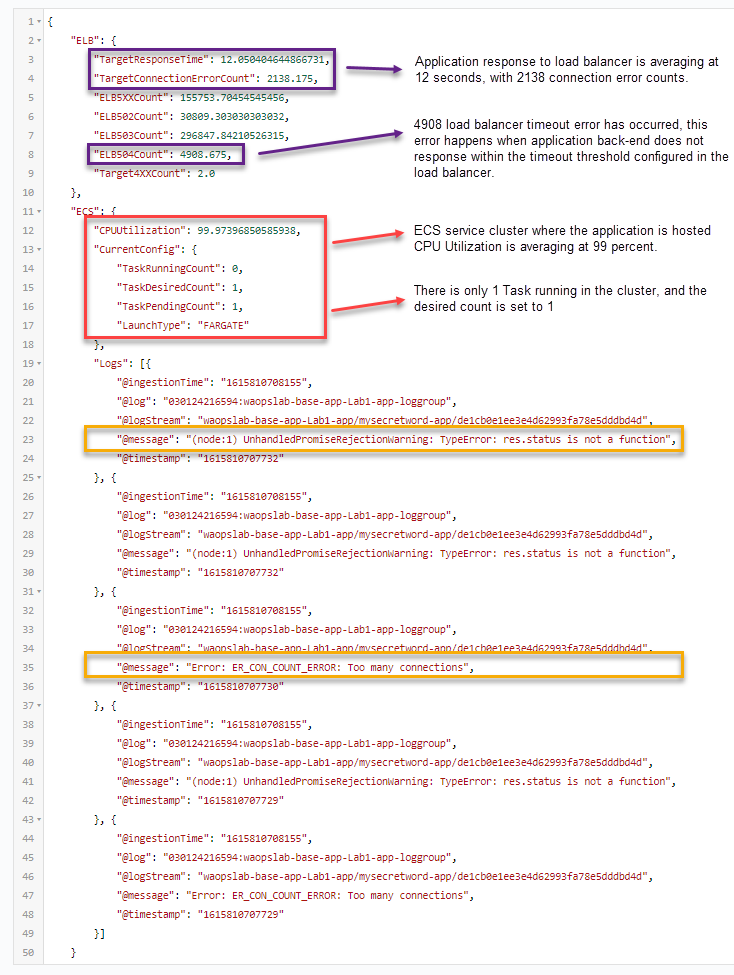 1 {
2 "ELB": {
3 "TargetResponseTime": 12.050404644866731,
Application response to load balancer is averaging at
12 seconds, with 2138 connection error counts.
4 "TargetConnectionErrorCount": 2138.175,
5 "ELB5XXCount": 155753.70454545456,
6 "ELB502Count": 30809.303030303032,
7 "ELB503Count": 296847.84210526315,
8 "ELB504Count": 4908.675,
4908 load balancer timeout error has occurred, this
error happens when application back-end does not
response within the timeout threshold configured in the
load balancer.
9 "Target4XXCount": 2.0
10 },
11 "ECS": {
12 "CPUUtilization": 99.97396850585938,
ECS service cluster where the application is hosted
CPU Utilization is averaging at 99 percent.
13 "CurrentConfig": {
14 "TaskRunningCount": 0,
15 "TaskDesiredCount": 1,
There is only 1 Task running in the cluster, and the
desired count is set to 1
16 "TaskPendingCount": 1,
17 "LaunchType": "FARGATE"
18 },
19 "Logs": [{
20 "@ingestionTime": "1615810708155",
21 "@log": "030124216594:waopslab-base-app-Lab1-app-loggroup",
22 "@logStream": "waopslab-base-app-Lab1-app/mysecretword-app/de1cb0e1ee3e4d62993fa78e5dddbd4d",
23 "@message": "(node:1) UnhandledPromiseRejectionWarning: TypeError: res.status is not a function",
24 "@timestamp": "1615810707732"
25 }, {
26 "@ingestionTime": "1615810708155",
27 "@log": "030124216594:waopslab-base-app-Lab1-app-loggroup",
28 "@logStream": "waopslab-base-app-Lab1-app/mysecretword-app/de1cb0e1ee3e4d62993fa78e5dddbd4d",
29 "@message": "(node:1) UnhandledPromiseRejectionWarning: TypeError: res.status is not a function",
30 "@timestamp": "1615810707732"
31 }, {
32 "@ingestionTime": "1615810708155",
33 "@log": "030124216594:waopslab-base-app-Lab1-app-loggroup",
34 "@logStream": "waopslab-base-app-Lab1-app/mysecretword-app/de1cb0e1ee3e4d62993fa78e5dddbd4d",
35 "@message": "Error: ER_CON_COUNT_ERROR: Too many connections",
36 "@timestamp": "1615810707730"
37 }, {
38 "@ingestionTime": "1615810708155",
39 "@log": "030124216594:waopslab-base-app-Lab1-app-loggroup",
40 "@logStream": "waopslab-base-app-Lab1-app/mysecretword-app/de1cb0e1ee3e4d62993fa78e5dddbd4d",
41 "@message": "(node:1) UnhandledPromiseRejectionWarning: TypeError: res.status is not a function",
42 "@timestamp": "1615810707729"
43 }, {
44 "@ingestionTime": "1615810708155",
45 "@log": "030124216594:waopslab-base-app-Lab1-app-loggroup",
46 "@logStream": "waopslab-base-app-Lab1-app/mysecretword-app/de1cb0e1ee3e4d62993fa78e5dddbd4d",
47 "@message": "Error: ER_CON_COUNT_ERROR: Too many connections",
48 "@timestamp": "1615810707729"
49 }]
50 }